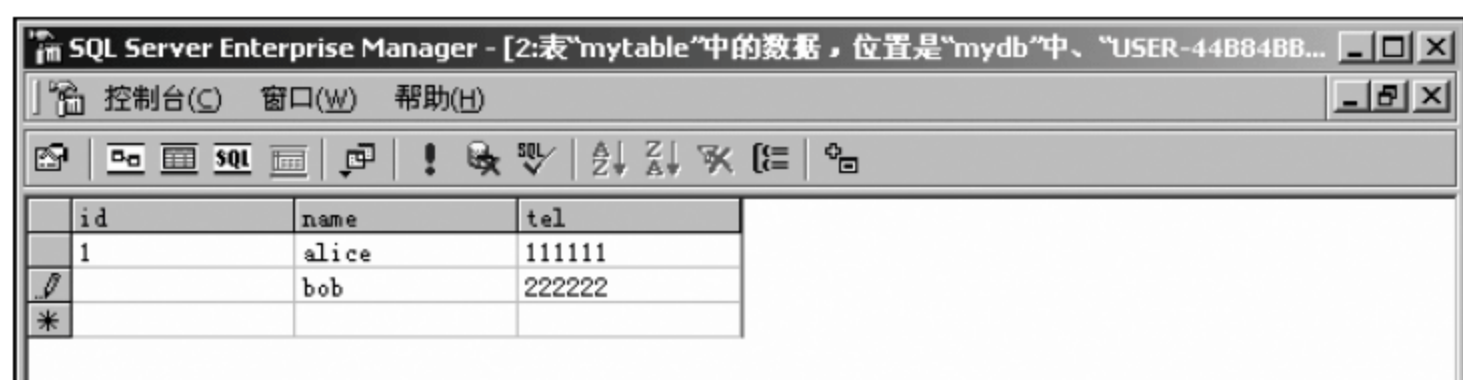 SQL Server Enterprise Manager - [2:表“mytable”中的数据，位置是“mydb”中、“USER-44B84BB...
控制台(C) 窗口(W) 帮助(H)
SQL SQL A Z Z A
id name tel
1 alice 111111
bob 222222